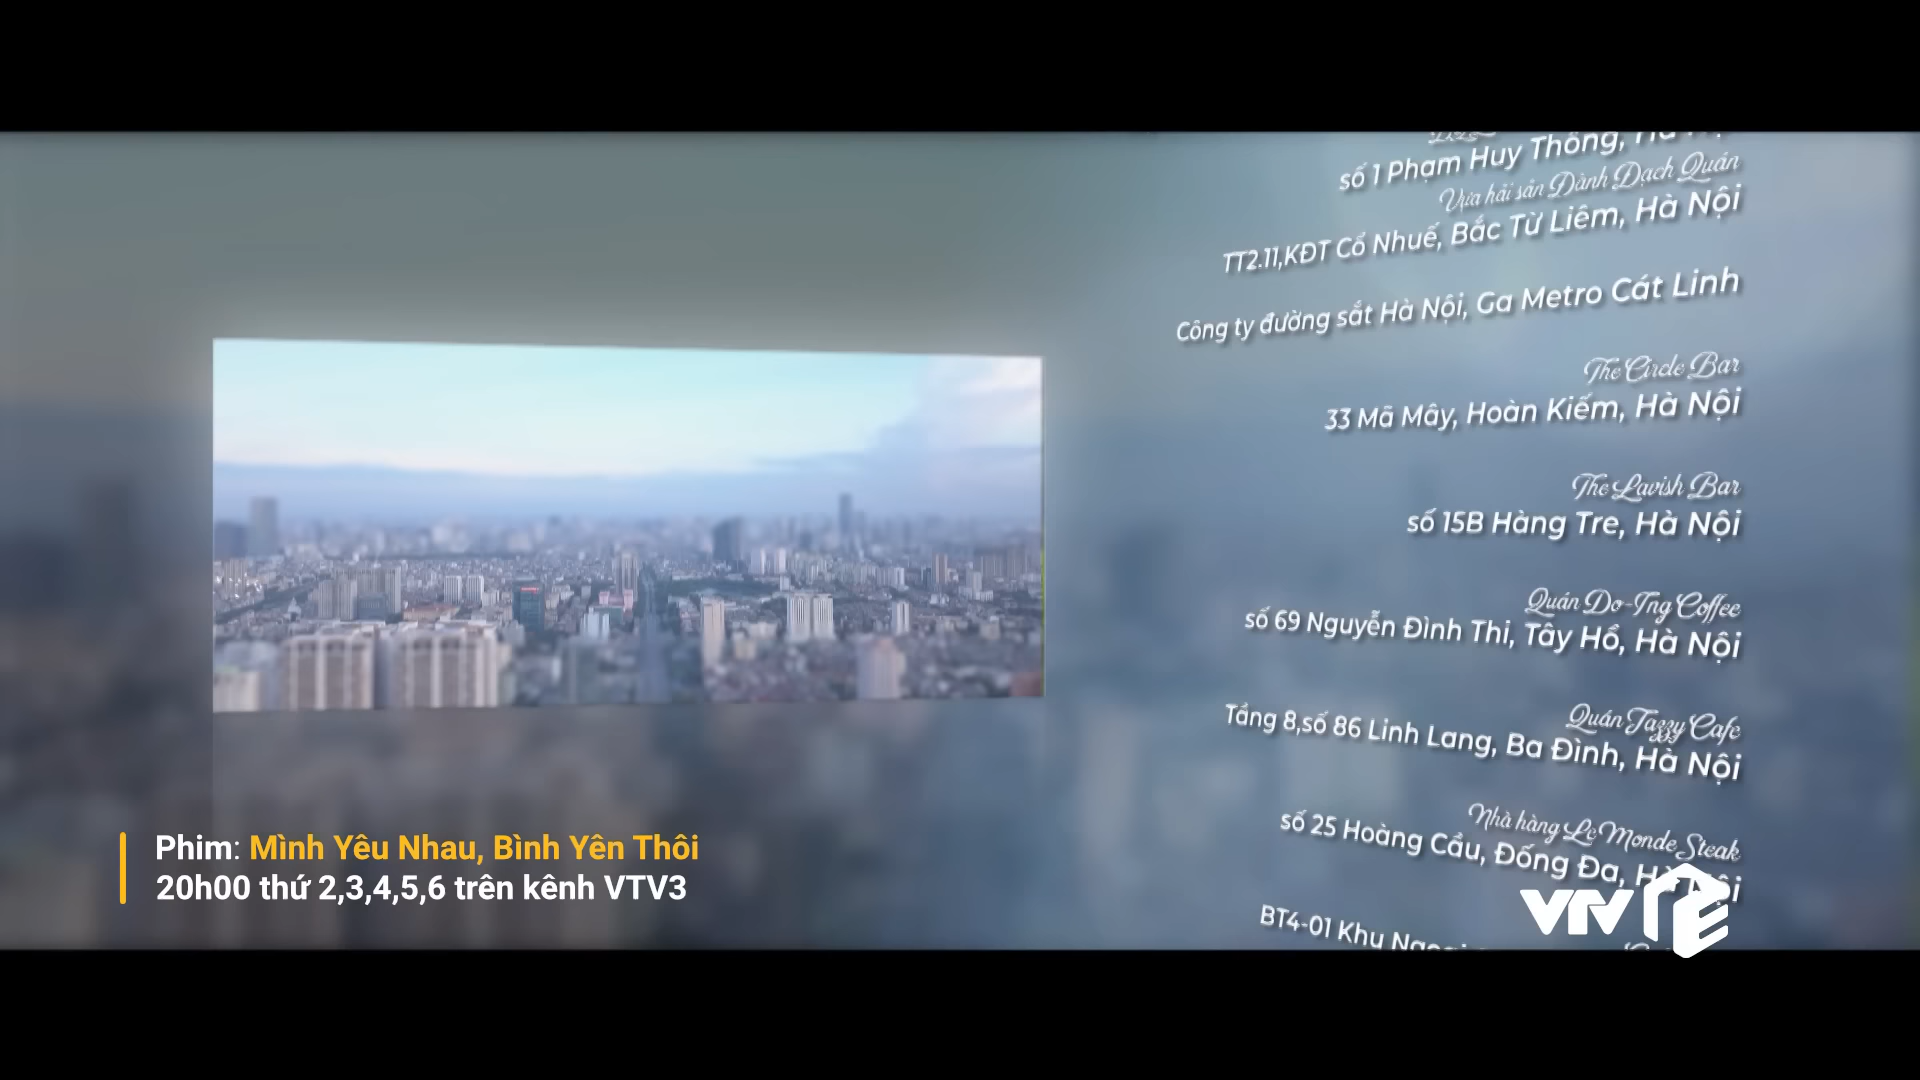 số 1 Phạm Huy Thông,
Vựa hải sản Dành Dạch Quán
TT2.11,KĐT Cổ Nhuế, Bắc Từ Liêm, Hà Nội
Công ty đường sắt Hà Nội, Ga Metro Cát Linh
The Circle Bar
33 Mã Mây, Hoàn Kiếm, Hà Nội
The Lavish Bar
số 15B Hàng Tre, Hà Nội
Quán Do-Ing Coffee
số 69 Nguyễn Đình Thi, Tây Hồ, Hà Nội
Quán Jazzy Cafe
Tầng 8,số 86 Linh Lang, Ba Đình, Hà Nội
Nhà hàng Le Monde Steak
số 25 Hoàng Cầu, Đống Đa, Hà Nội
BT4-01 Khu
Phim: Mình Yêu Nhau, Bình Yên Thôi
20h00 thứ 2,3,4,5,6 trên kênh VTV3
VTV